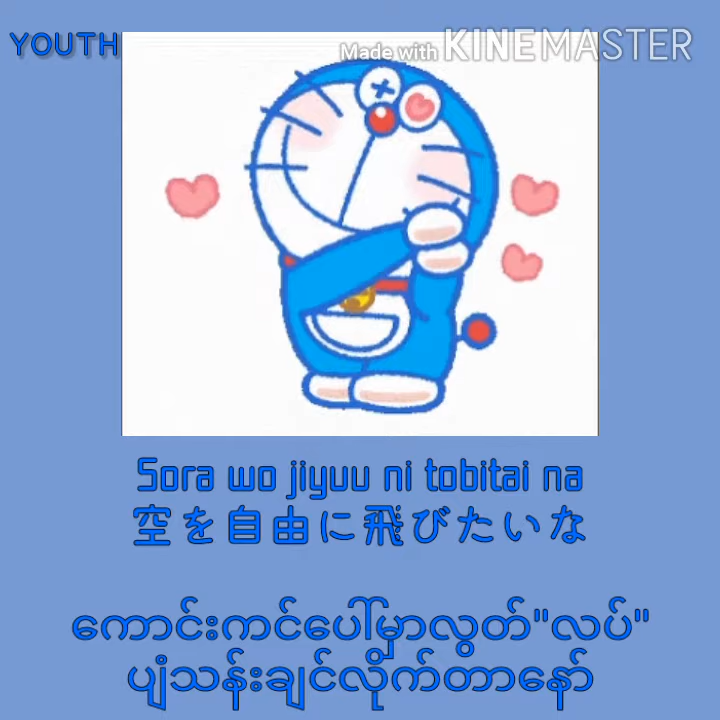 YOUTH
Made with KINEMASTER
Sora wo jiyuu ni tobitai na
空を自由に飛びたいな
ကောင်းကင်ပေါ်မှာလွတ်"လပ်"
ပျံသန်းချင်လိုက်တာနော်